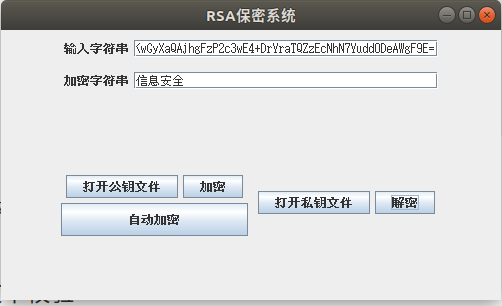 RSA保密系统
输入字符串 KwGyXaQAjhgFzP2c3wE4+DrYraTQZzEcNhN7YuddODeAWgF9E=
加密字符串 信息安全
打开公钥文件 加密
打开私钥文件 解密
自动加密